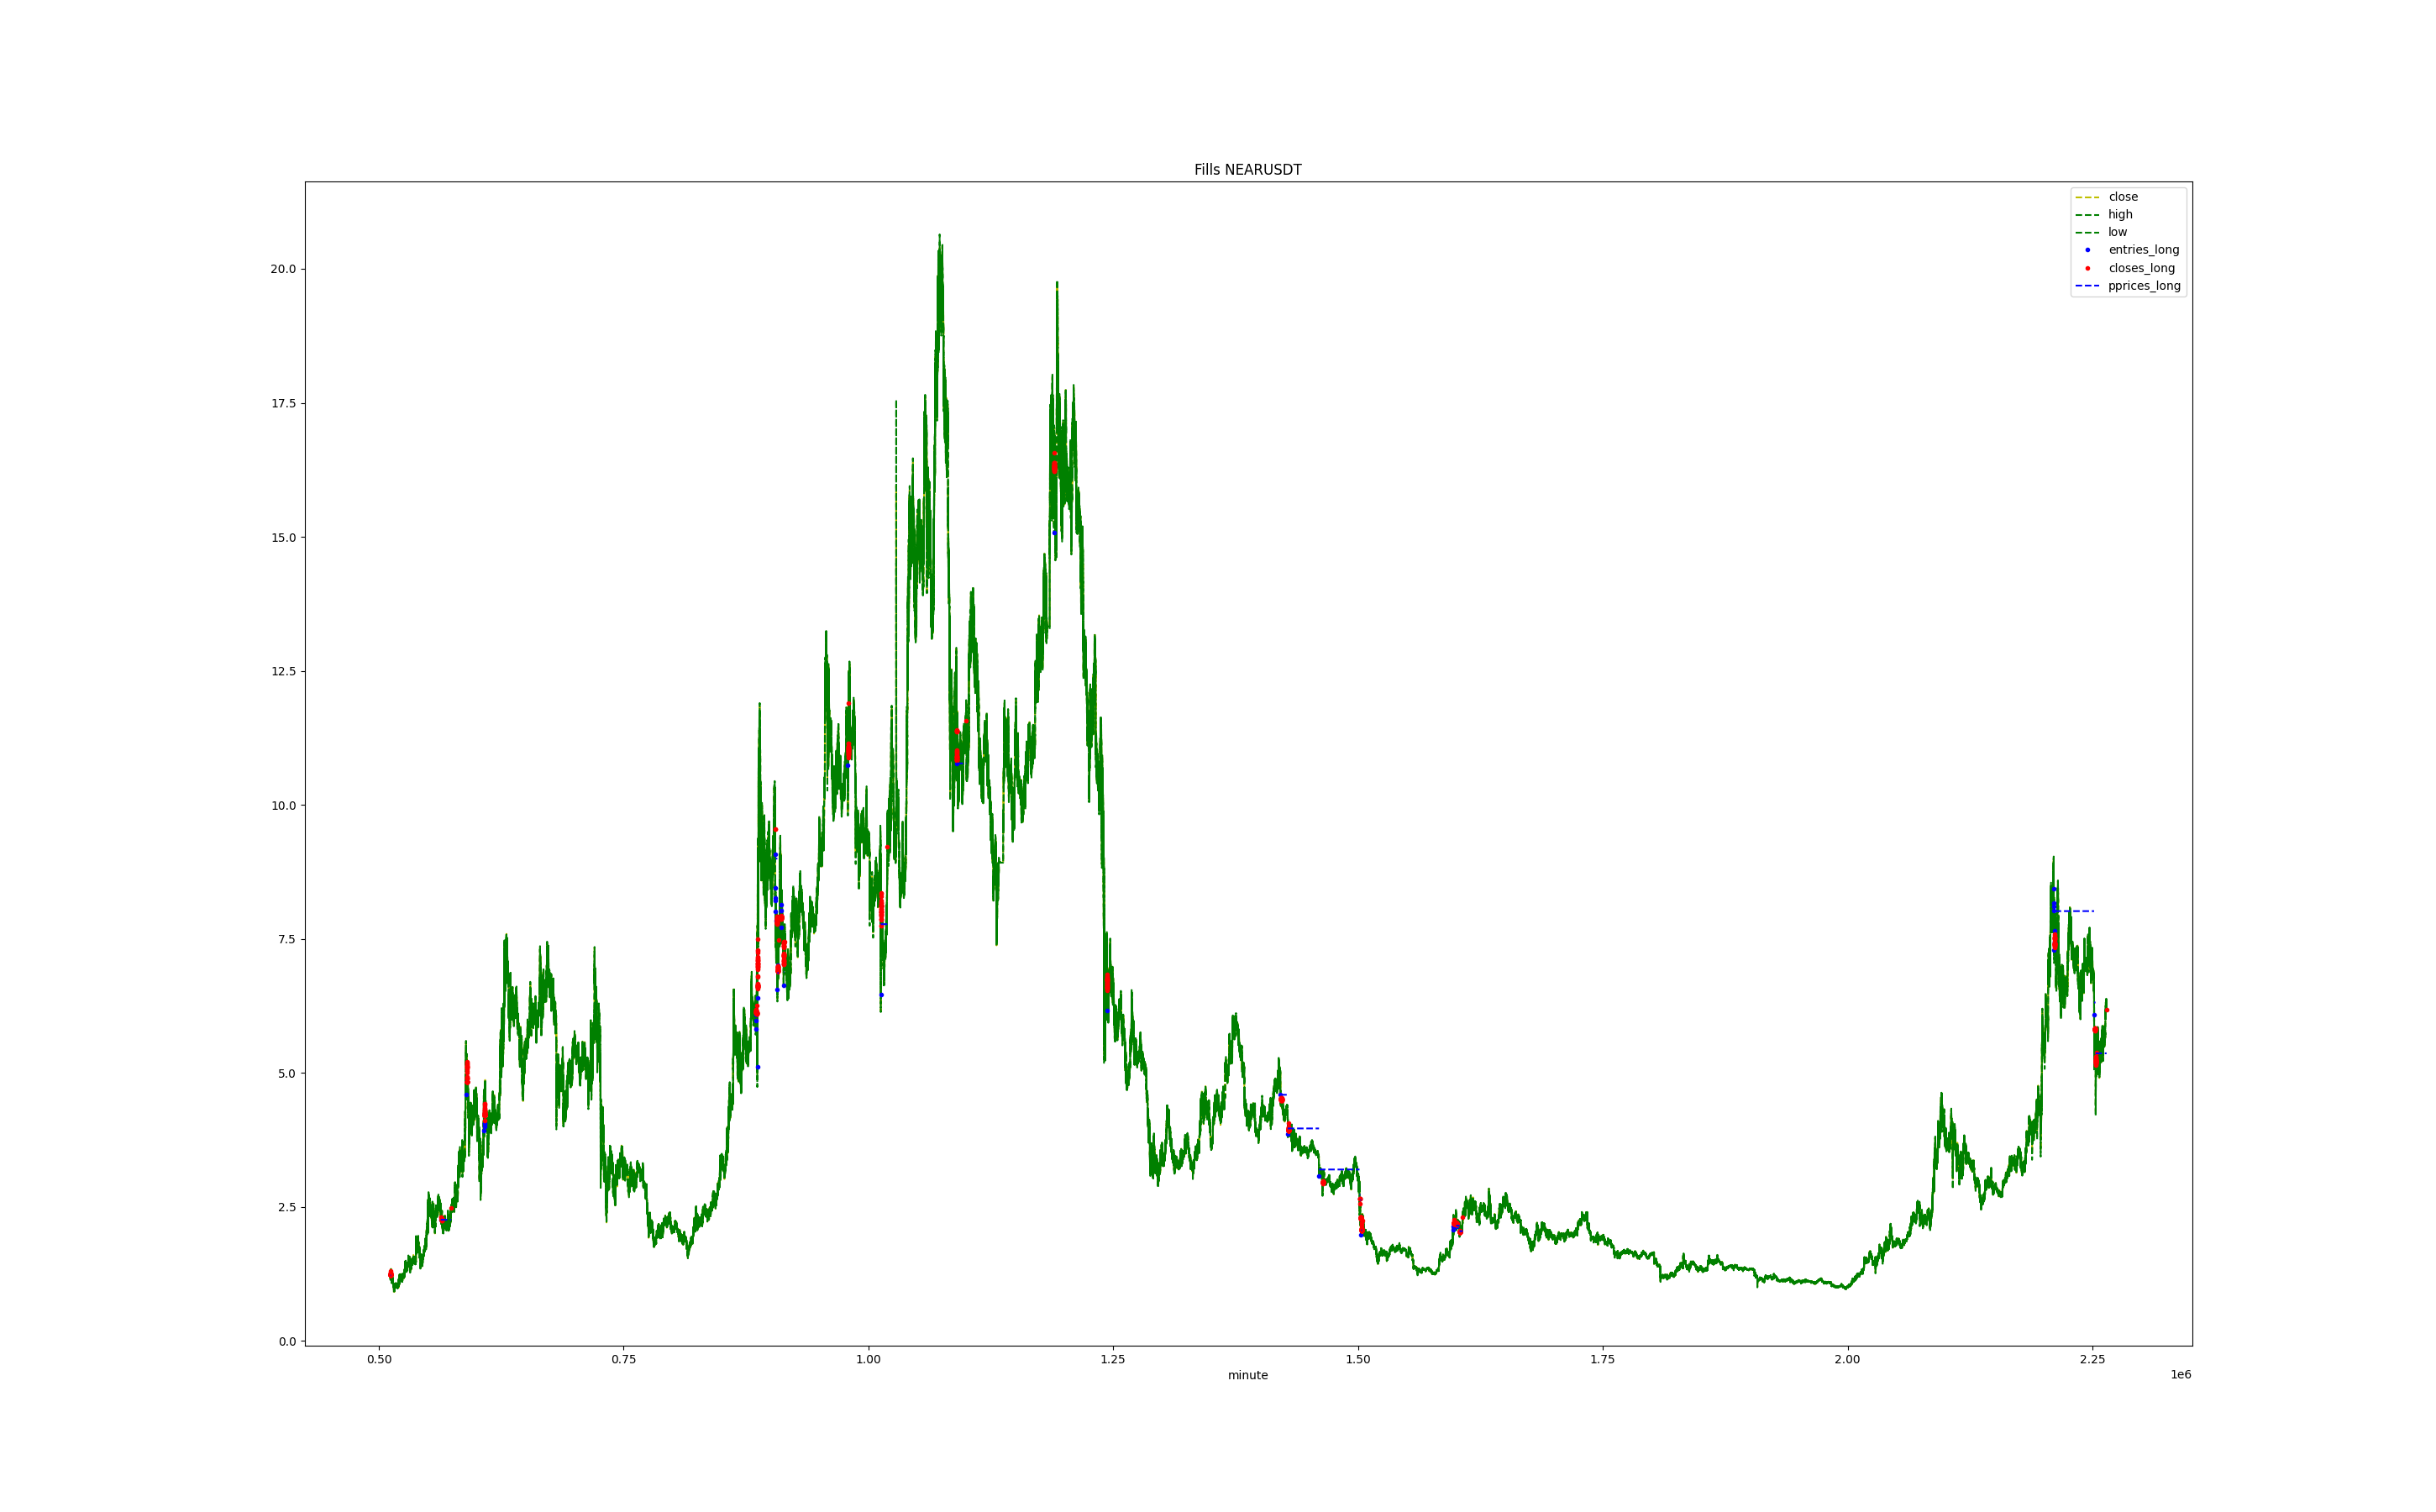 Fills NEARUSDT
close
high
low
entries_long
closes_long
pprices_long
20.0
17.5
15.0
12.5
10.0
7.5
5.0
2.5
0.0
0.50 0.75 1.00 1.25 1.50 1.75 2.00 2.25
minute
1e6